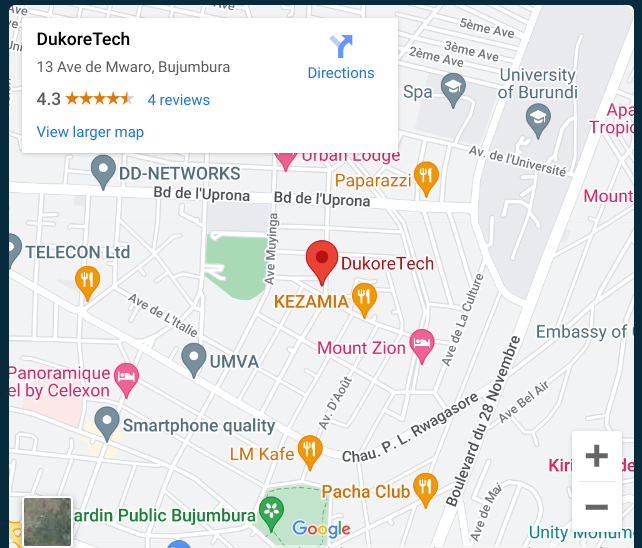 DukoreTech
13 Ave de Mwaro, Bujumbura
4.3
4 reviews
View larger map
Directions
5ème Ave
3ème Ave
2ème Ave
University
of Burundi
Spa
Apa
Tropic
Av. de l'Université
Urban Lodge
DD-NETWORKS
Paparazzi
Bd de l'Uprona
Bd de l'Uprona
Mount
Ave Muyinga
TELECON Ltd
DukoreTech
KEZAMIA
Ave de L'Italie
Ave de La Culture
Embassy of
Mount Zion
UMVA
Panoramique
el by Celexon
Av. D'Août
Ave Bel Air
Boulevard du 28 Novembre
Smartphone quality
Chau. P. L. Rwagasore
LM Kafe
Kiri
de
Pacha Club
Ave de Ma/
ardin Public Bujumbura
Google
Unity Monum